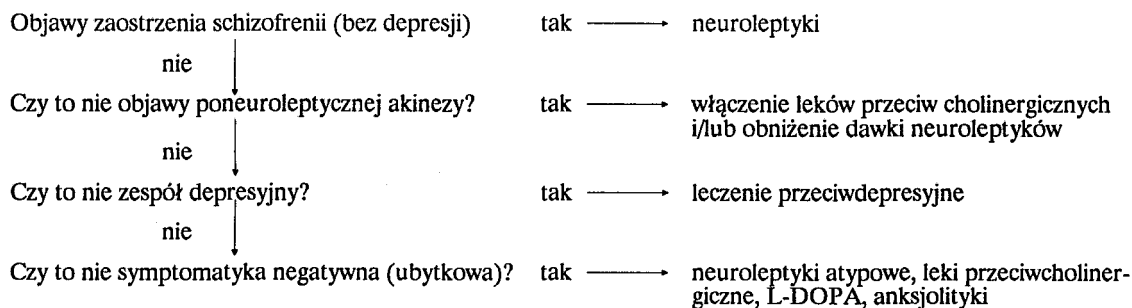 Objawy zaostrzenia schizofrenii (bez depresji) tak neuroleptyki
nie
Czy to nie objawy poneuroleptycznej akinezy? tak włączenie leków przeciw cholinergicznych
i/lub obniżenie dawki neuroleptyków
nie
Czy to nie zespół depresyjny? tak leczenie przeciwdepresyjne
nie
Czy to nie symptomatyka negatywna (ubytkowa)? tak neuroleptyki atypowe, leki przeciwcholiner-
giczne, L-DOPA, anksjolityki